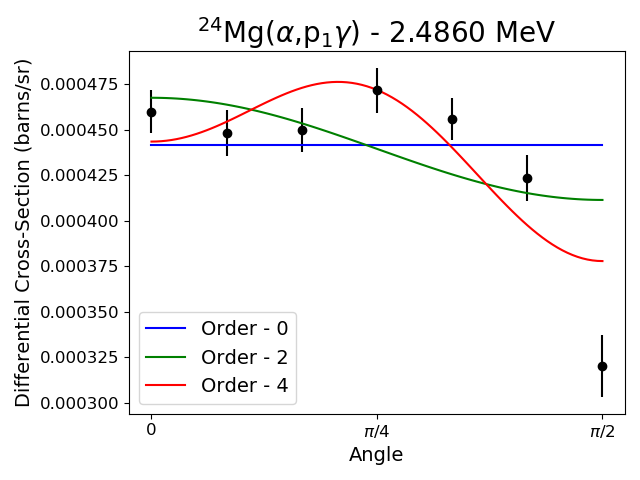 ²⁴Mg(α,p₁γ) - 2.4860 MeV
Differential Cross-Section (barns/sr)
0.000475
0.000450
0.000425
0.000400
0.000375
0.000350
0.000325
0.000300
Order - 0
Order - 2
Order - 4
0 π/4 π/2
Angle